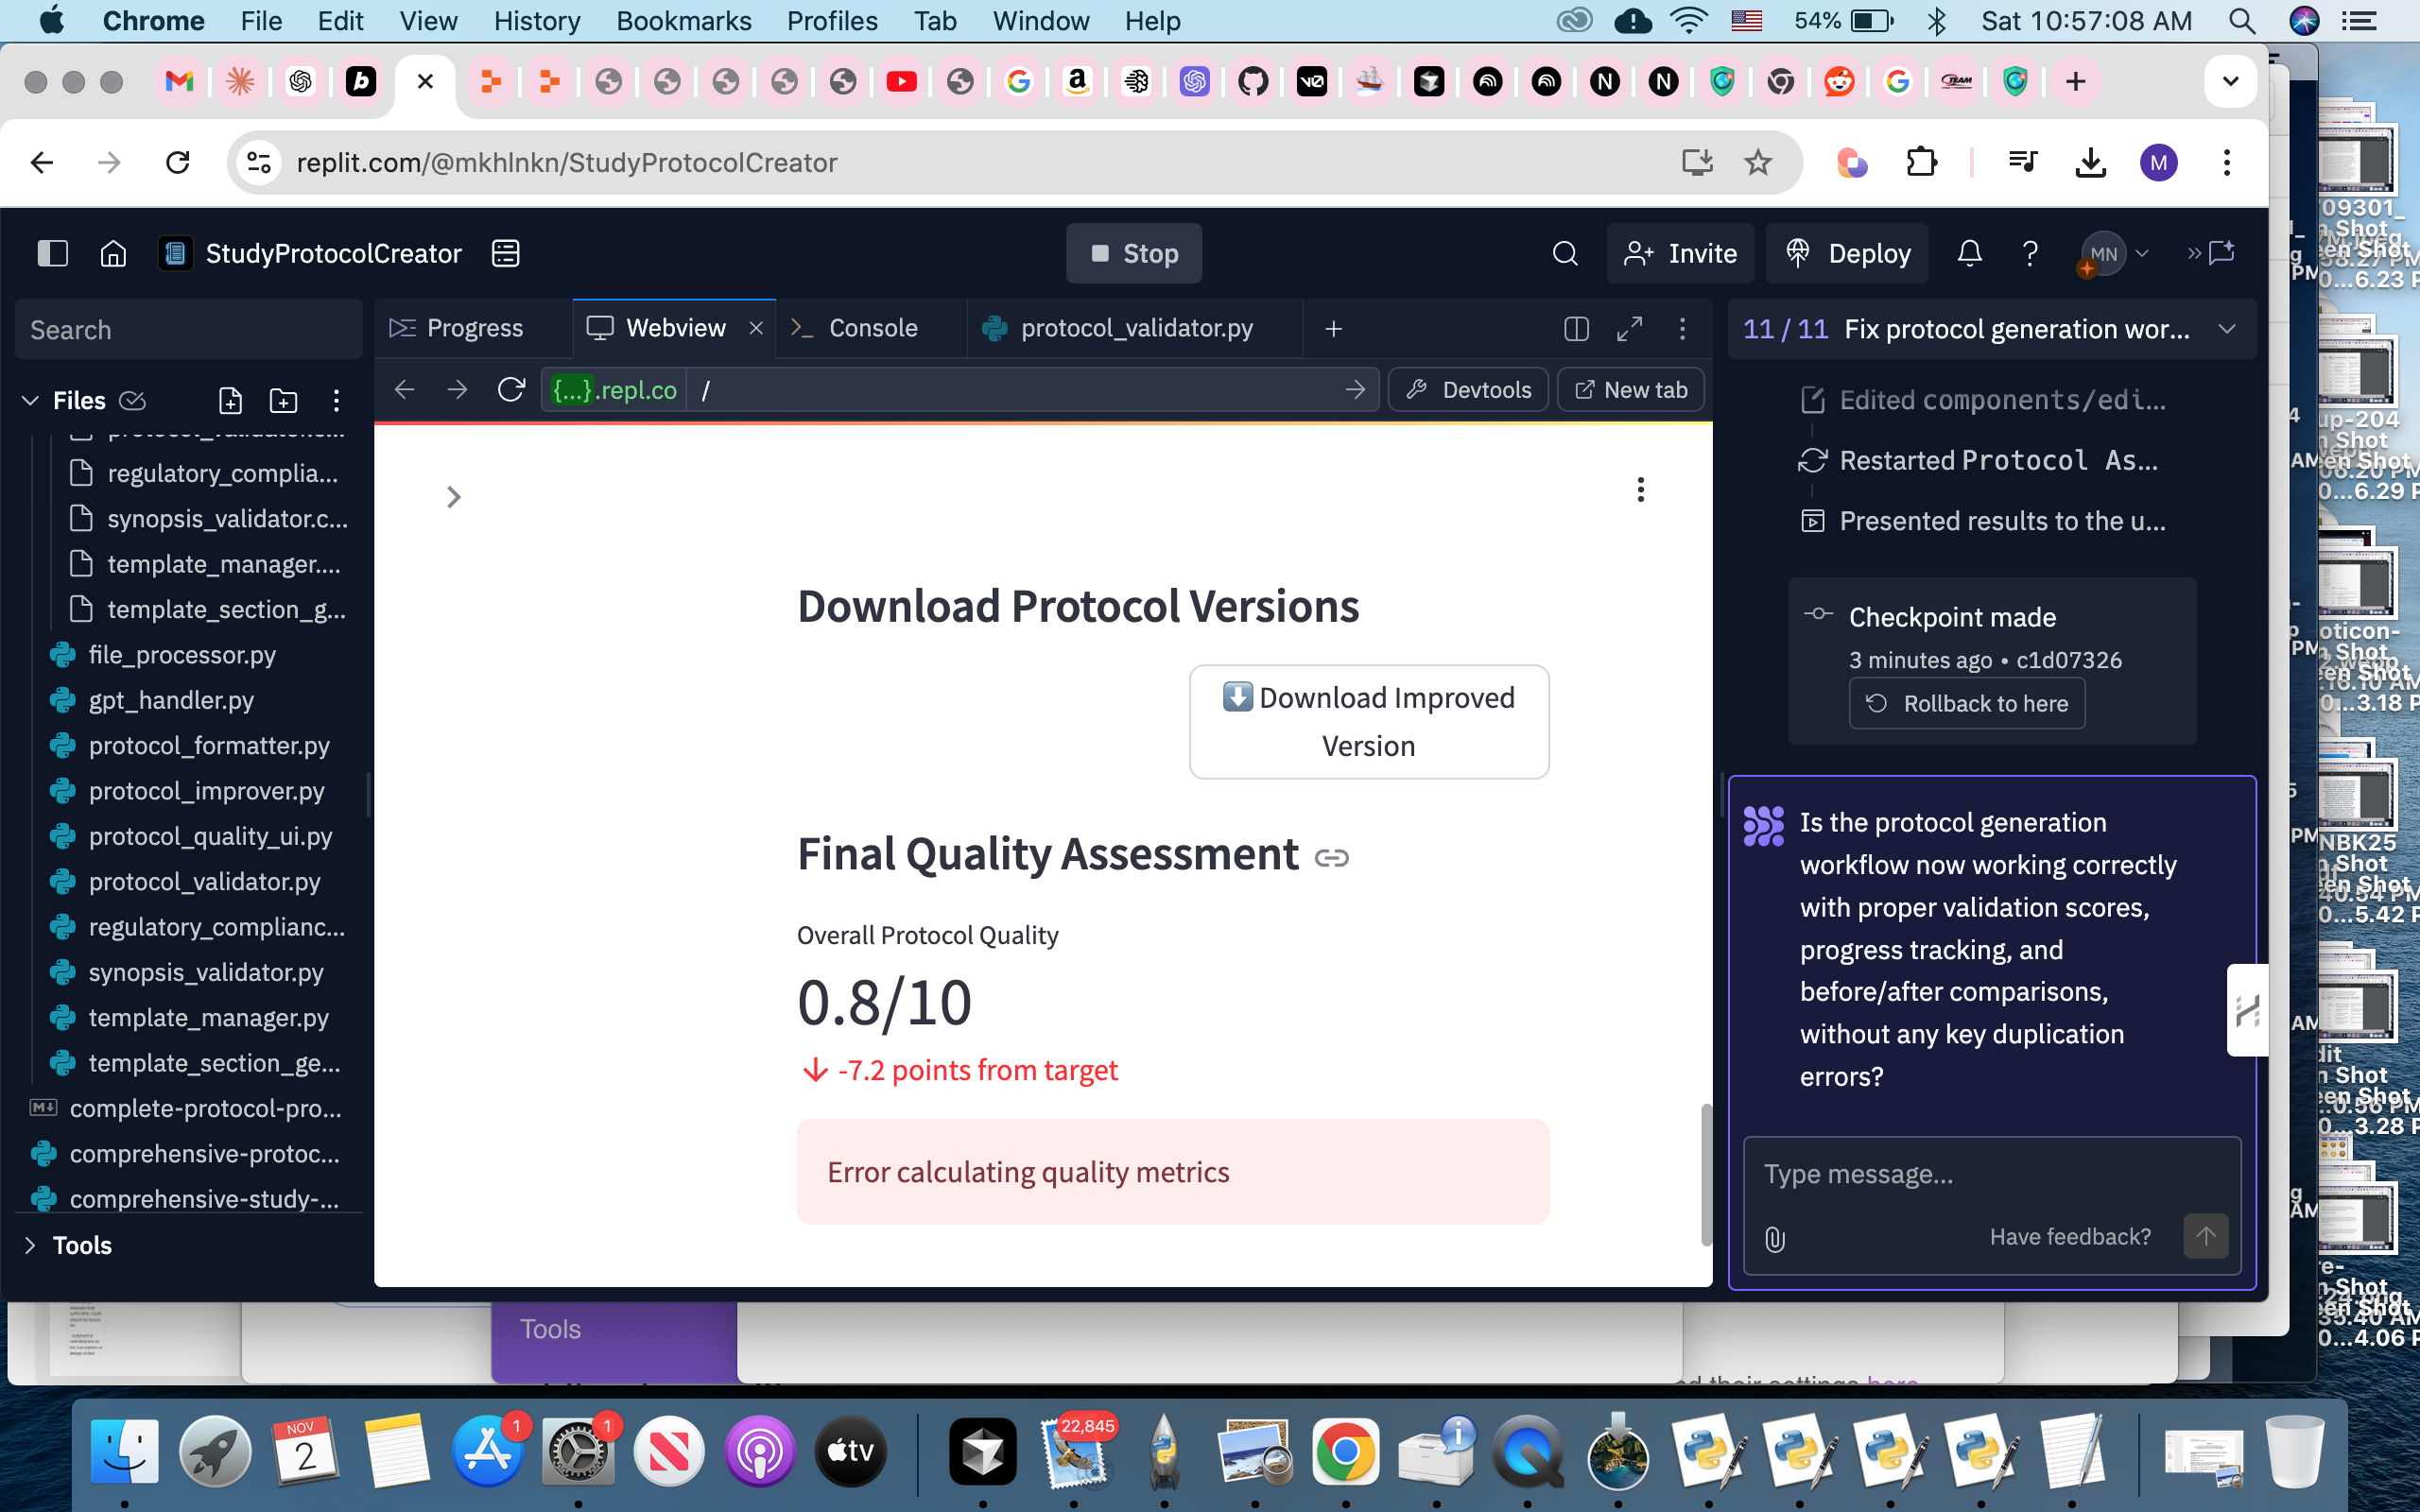 Chrome File Edit View History Bookmarks Profiles Tab Window Help
54% Sat 10:57:08 AM
replit.com/@mkhlnkn/StudyProtocolCreator
M
StudyProtocolCreator
Stop
Invite
Deploy
MN
Search
Files
regulatory_complia...
synopsis_validator.c...
template_manager....
template_section_g...
file_processor.py
gpt_handler.py
protocol_formatter.py
protocol_improver.py
protocol_quality_ui.py
protocol_validator.py
regulatory_complianc...
synopsis_validator.py
template_manager.py
template_section_ge...
complete-protocol-pro...
comprehensive-protoc...
comprehensive-study-...
Tools
Progress
Webview
Console
protocol_validator.py
{...}.repl.co /
Devtools
New tab
Download Protocol Versions
Download Improved
Version
Final Quality Assessment
Overall Protocol Quality
0.8/10
-7.2 points from target
Error calculating quality metrics
11 / 11 Fix protocol generation wor...
Edited components/edi...
Restarted Protocol As...
Presented results to the u...
Checkpoint made
3 minutes ago • c1d07326
Rollback to here
Is the protocol generation
workflow now working correctly
with proper validation scores,
progress tracking, and
before/after comparisons,
without any key duplication
errors?
Type message...
Have feedback?
Tools
NOV
2
1
1
tv
22,845